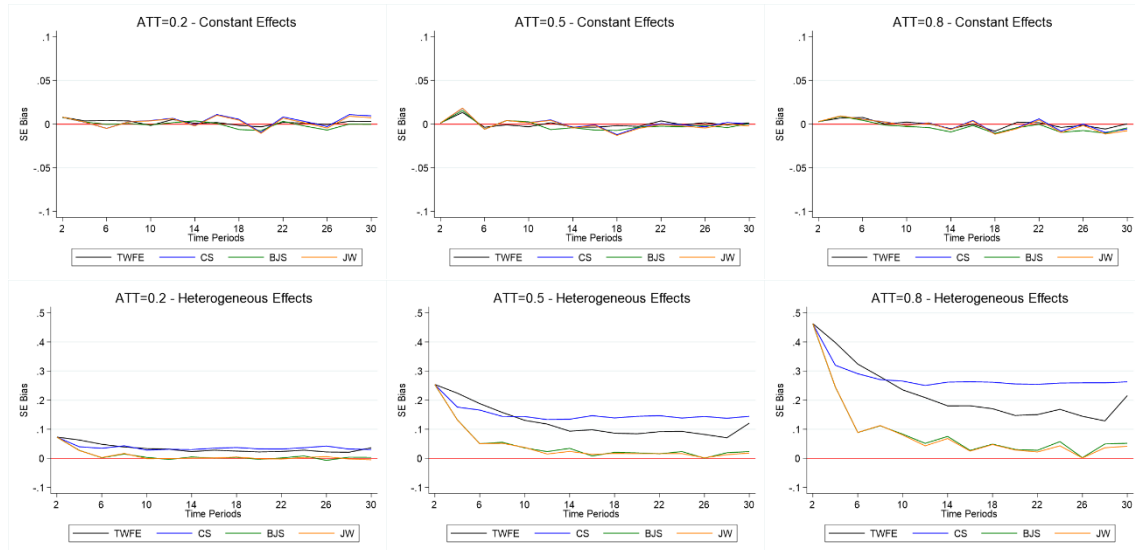 ATT=0.2 - Constant Effects
.1
.05
0
-.05
-.1
SE Bias
2 6 10 14 18 22 26 30
Time Periods
TWFE CS BJS JW
ATT=0.5 - Constant Effects
.1
.05
0
-.05
-.1
SE Bias
2 6 10 14 18 22 26 30
Time Periods
TWFE CS BJS JW
ATT=0.8 - Constant Effects
.1
.05
0
-.05
-.1
SE Bias
2 6 10 14 18 22 26 30
Time Periods
TWFE CS BJS JW
ATT=0.2 - Heterogeneous Effects
.5
.4
.3
.2
.1
0
-.1
SE Bias
2 6 10 14 18 22 26 30
Time Periods
TWFE CS BJS JW
ATT=0.5 - Heterogeneous Effects
.5
.4
.3
.2
.1
0
-.1
SE Bias
2 6 10 14 18 22 26 30
Time Periods
TWFE CS BJS JW
ATT=0.8 - Heterogeneous Effects
.5
.4
.3
.2
.1
0
-.1
SE Bias
2 6 10 14 18 22 26 30
Time Periods
TWFE CS BJS JW